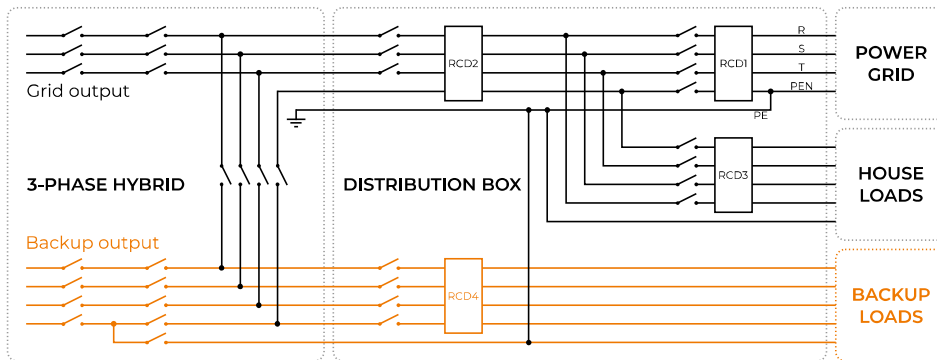 R
S
T
PEN
PE
RCD2
RCD1
POWER
GRID
Grid output
3-PHASE HYBRID
DISTRIBUTION BOX
RCD3
HOUSE
LOADS
Backup output
RCD4
BACKUP
LOADS